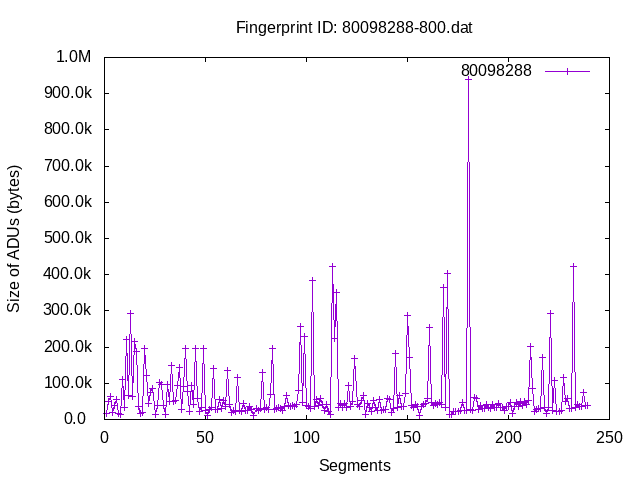 Fingerprint ID: 80098288-800.dat
1.0M
80098288
900.0k
800.0k
700.0k
600.0k
500.0k
400.0k
300.0k
200.0k
100.0k
0.0
Size of ADUs (bytes)
0 50 100 150 200 250
Segments